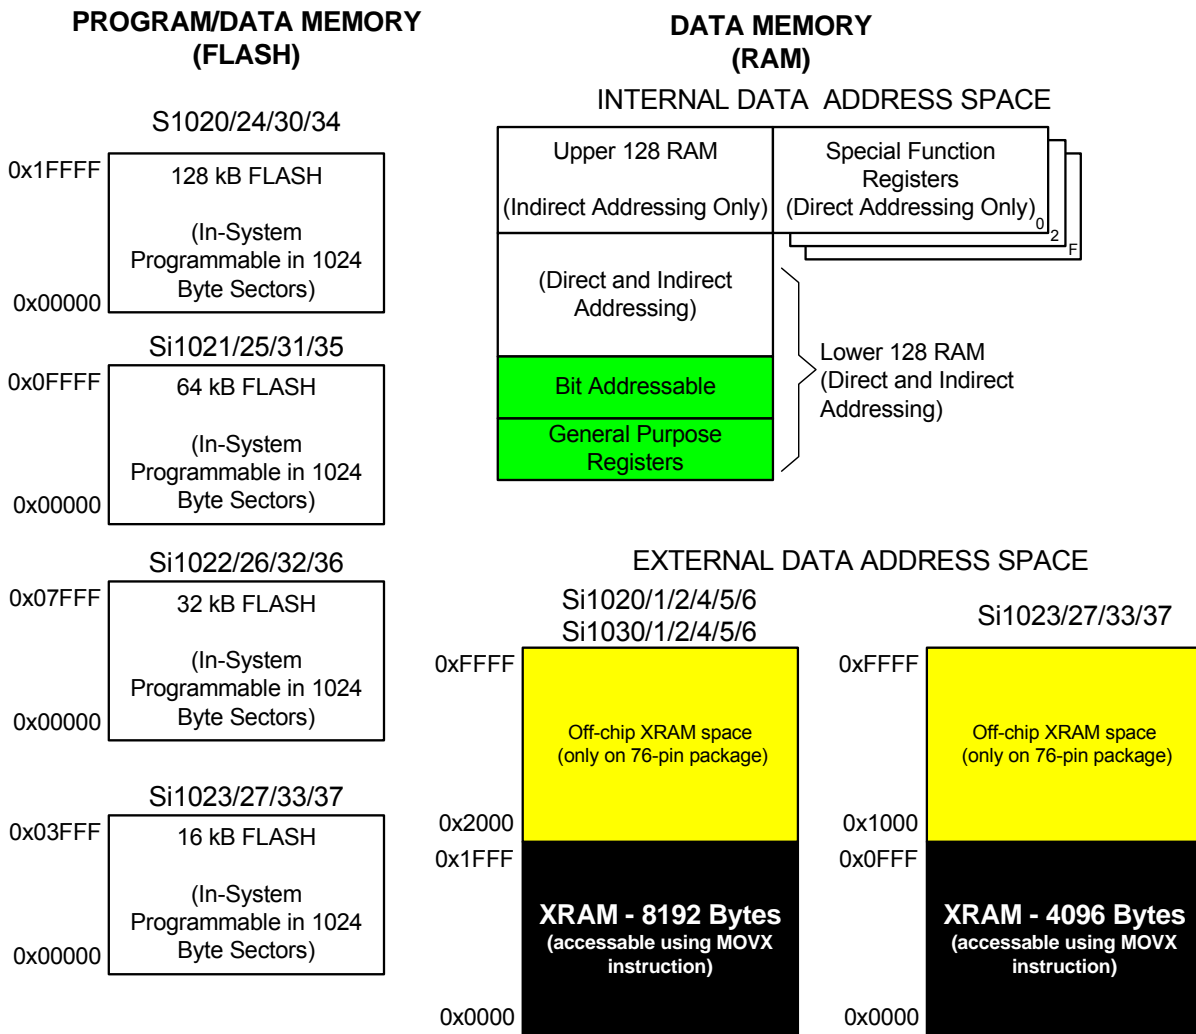 PROGRAM/DATA MEMORY
(FLASH)
S1020/24/30/34
0x1FFFF
128 kB FLASH
(In-System
Programmable in 1024
Byte Sectors)
0x00000
Si1021/25/31/35
0x0FFFF
64 kB FLASH
(In-System
Programmable in 1024
Byte Sectors)
0x00000
Si1022/26/32/36
0x07FFF
32 kB FLASH
(In-System
Programmable in 1024
Byte Sectors)
0x00000
Si1023/27/33/37
0x03FFF
16 kB FLASH
(In-System
Programmable in 1024
Byte Sectors)
0x00000
DATA MEMORY
(RAM)
INTERNAL DATA ADDRESS SPACE
Upper 128 RAM
(Indirect Addressing Only)
Special Function
Registers
(Direct Addressing Only)
0
2
F
(Direct and Indirect
Addressing)
Bit Addressable
General Purpose
Registers
Lower 128 RAM
(Direct and Indirect
Addressing)
EXTERNAL DATA ADDRESS SPACE
Si1020/1/2/4/5/6
Si1030/1/2/4/5/6
0xFFFF
Off-chip XRAM space
(only on 76-pin package)
0x2000
0x1FFF
XRAM - 8192 Bytes
(accessable using MOVX
instruction)
0x0000
Si1023/27/33/37
0xFFFF
Off-chip XRAM space
(only on 76-pin package)
0x1000
0x0FFF
XRAM - 4096 Bytes
(accessable using MOVX
instruction)
0x0000